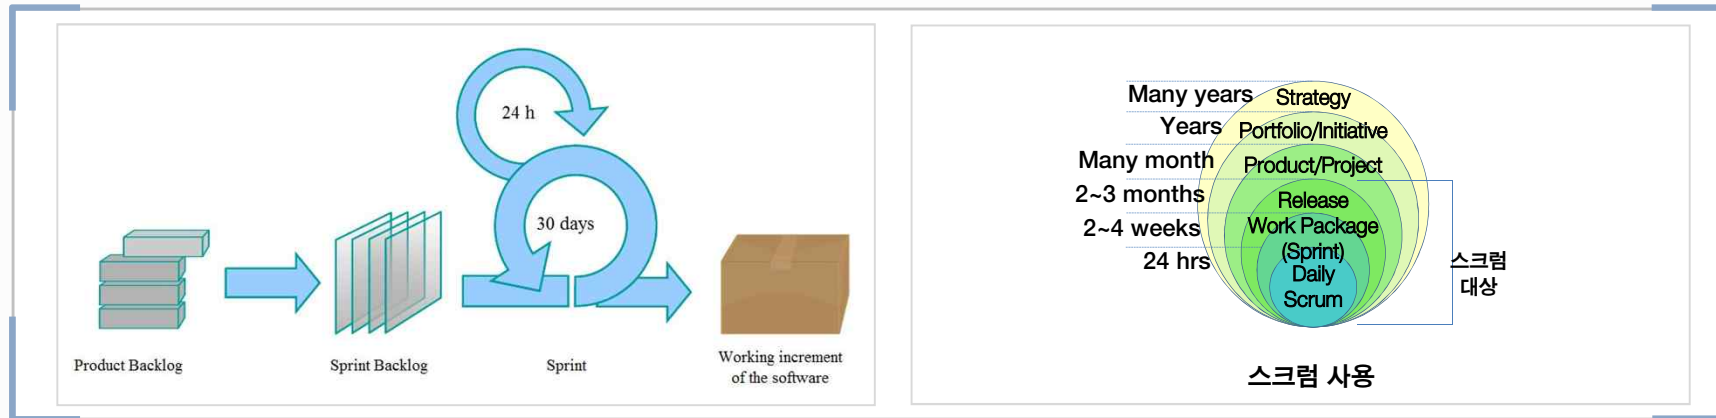 24 h
30 days
Product Backlog
Sprint Backlog
Sprint
Working increment
of the software
Many years
Strategy
Years
Portfolio/Initiative
Many month
Product/Project
2~3 months
Release
2~4 weeks
Work Package
(Sprint)
24 hrs
Daily
Scrum
스크럼
대상
스크럼 사용